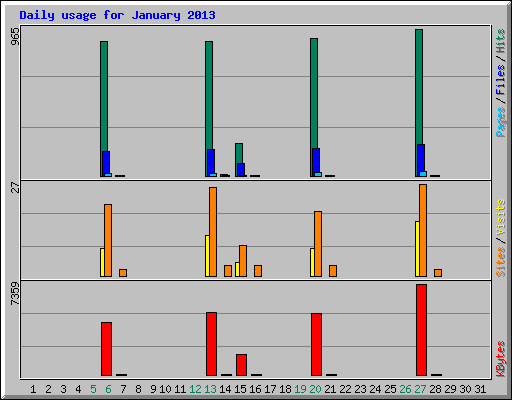 Daily usage for January 2013
965
Pages / Files / Hits
27
Sites / Visits
7359
KBytes
1 2 3 4 5 6 7 8 9 10 11 12 13 14 15 16 17 18 19 20 21 22 23 24 25 26 27 28 29 30 31